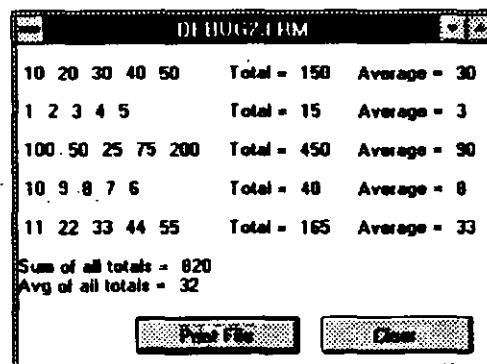 DEBUG2.FRM
10 20 30 40 50 Total = 150 Average = 30
1 2 3 4 5 Total = 15 Average = 3
100 50 25 75 200 Total = 450 Average = 90
10 9 8 7 6 Total = 40 Average = 8
11 22 33 44 55 Total = 165 Average = 33
Sum of all totals = 820
Avg of all totals = 32
Print File Clear